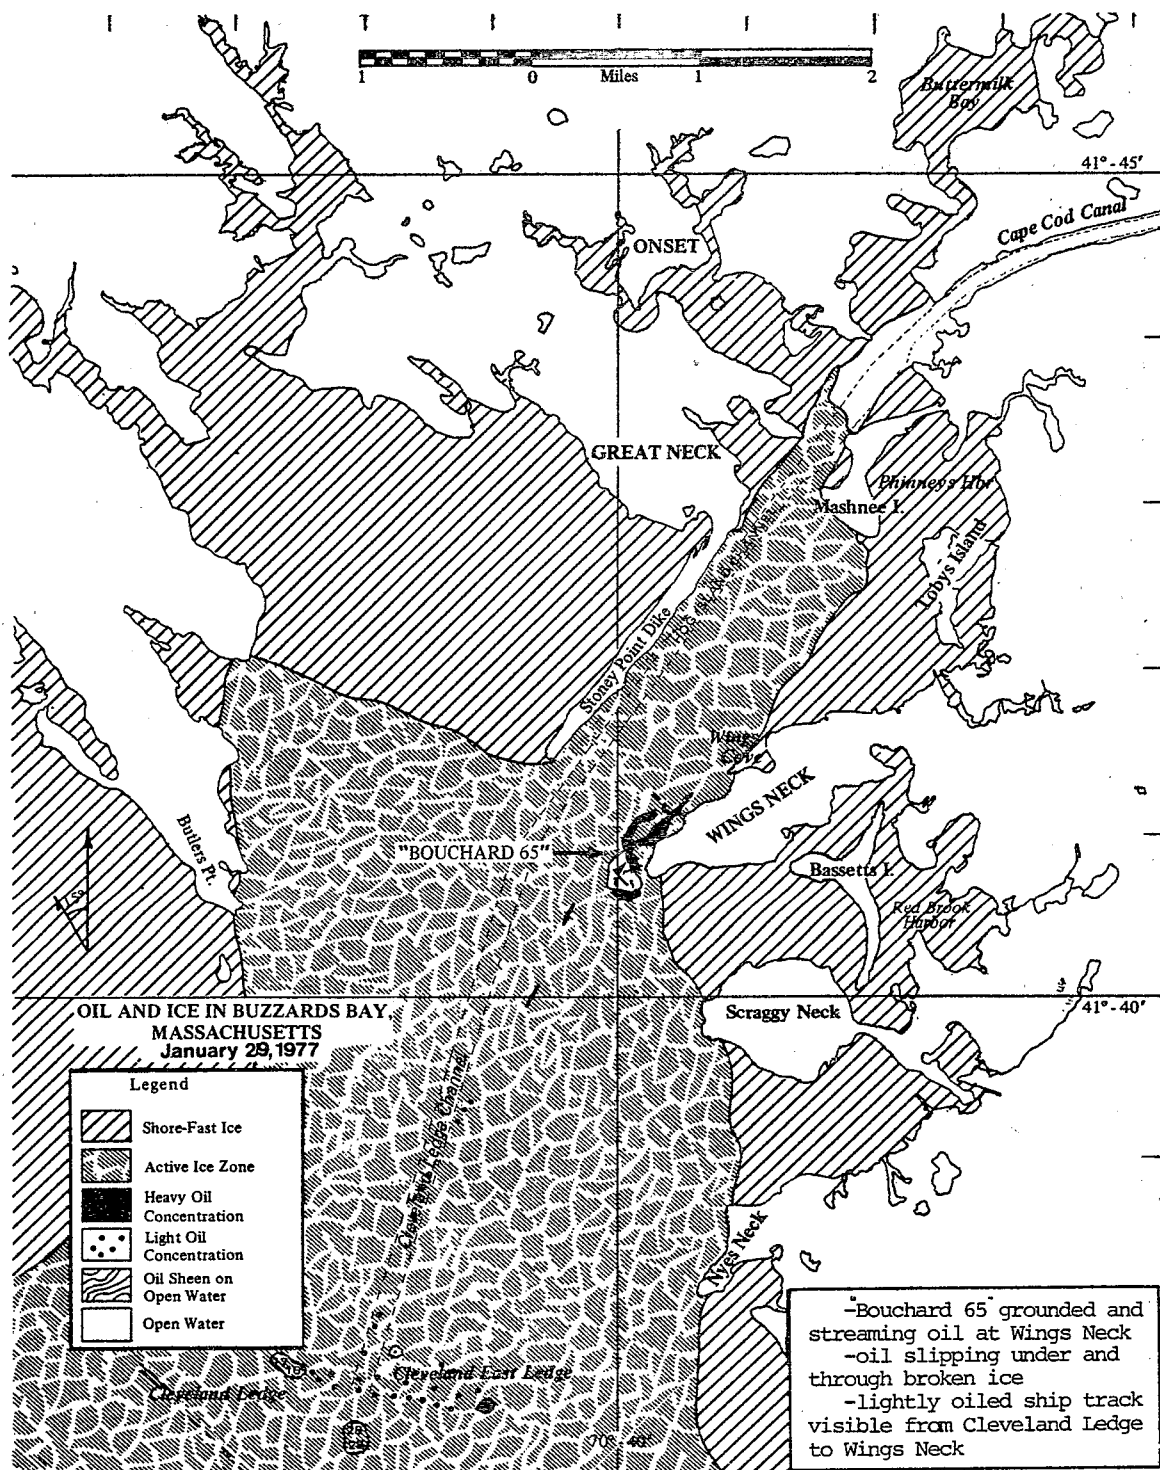 1 0 Miles 1 2
Buttermilk
Bay
41°-45'
Cape Cod Canal
ONSET
GREAT NECK
Phinneys Hbr
Mashnee I.
Tobys Island
Stoney Point Dike
Wings
Cove
WINGS NECK
"BOUCHARD 65"
Butlers Pt.
15°
Bassetts I.
Red Brook
Harbor
Scraggy Neck
41°-40'
OIL AND ICE IN BUZZARDS BAY,
MASSACHUSETTS
January 29, 1977
Legend
Shore-Fast Ice
Active Ice Zone
Heavy Oil
Concentration
Light Oil
Concentration
Oil Sheen on
Open Water
Open Water
Cleveland Ledge Channel
Nyes Neck
Cleveland East Ledge
Cleveland Ledge
70°-40'
-Bouchard 65 grounded and
streaming oil at Wings Neck
-oil slipping under and
through broken ice
-lightly oiled ship track
visible from Cleveland Ledge
to Wings Neck